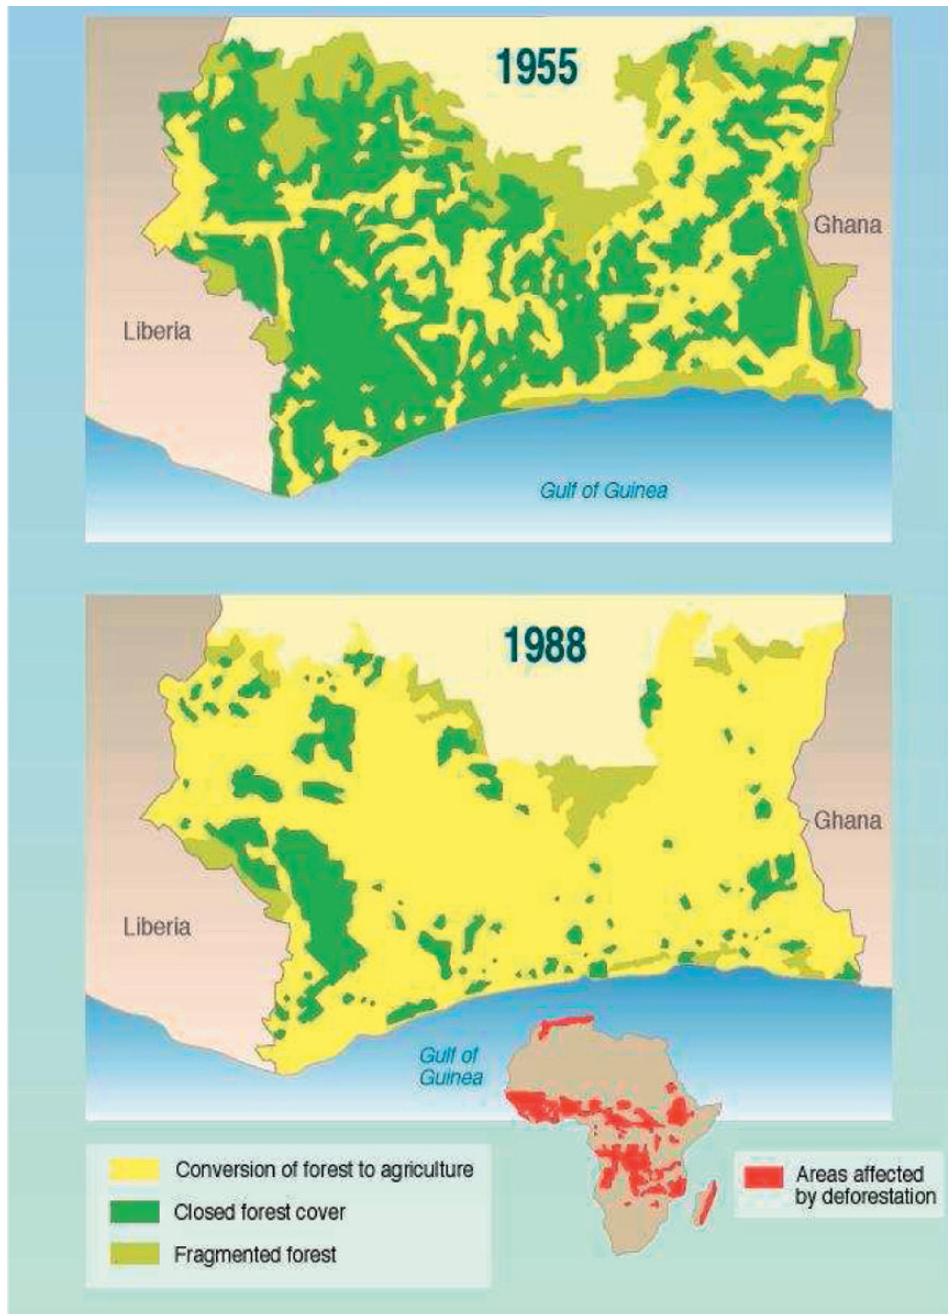 1955
Ghana
Liberia
Gulf of Guinea
1988
Ghana
Liberia
Gulf of
Guinea
Conversion of forest to agriculture
Closed forest cover
Fragmented forest
Areas affected
by deforestation